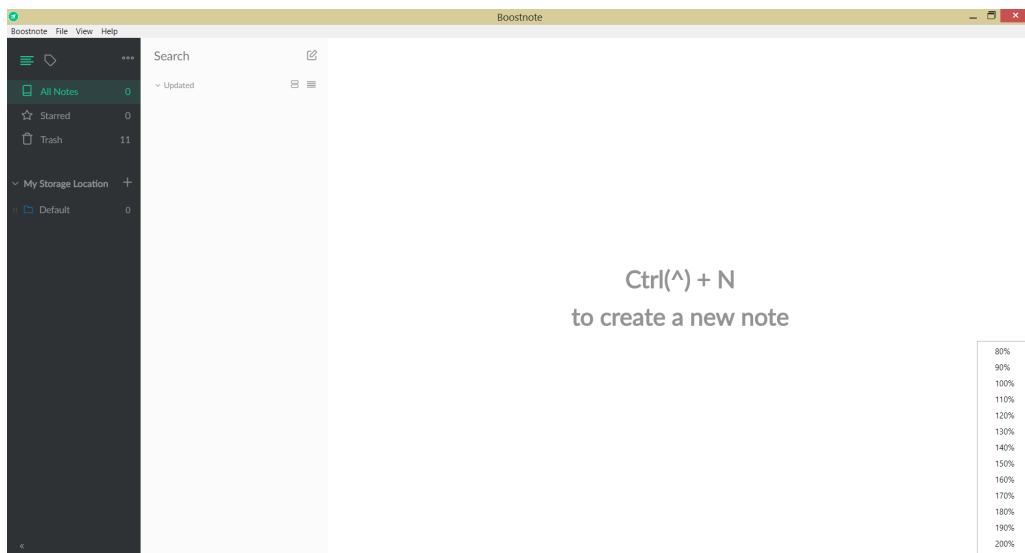 Boostnote
Boostnote File View Help
Search
Updated
All Notes 0
Starred 0
Trash 11
My Storage Location
Default 0
Ctrl(^) + N
to create a new note
80%
90%
100%
110%
120%
130%
140%
150%
160%
170%
180%
190%
200%